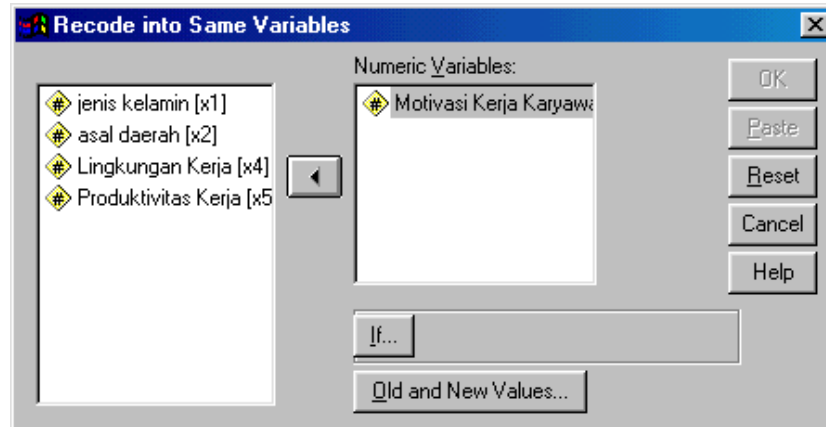 Recode into Same Variables
jenis kelamin [x1]
asal daerah [x2]
Lingkungan Kerja [x4]
Produktivitas Kerja [x5
Numeric Variables:
Motivasi Kerja Karyawa
If...
Old and New Values...
OK
Paste
Reset
Cancel
Help